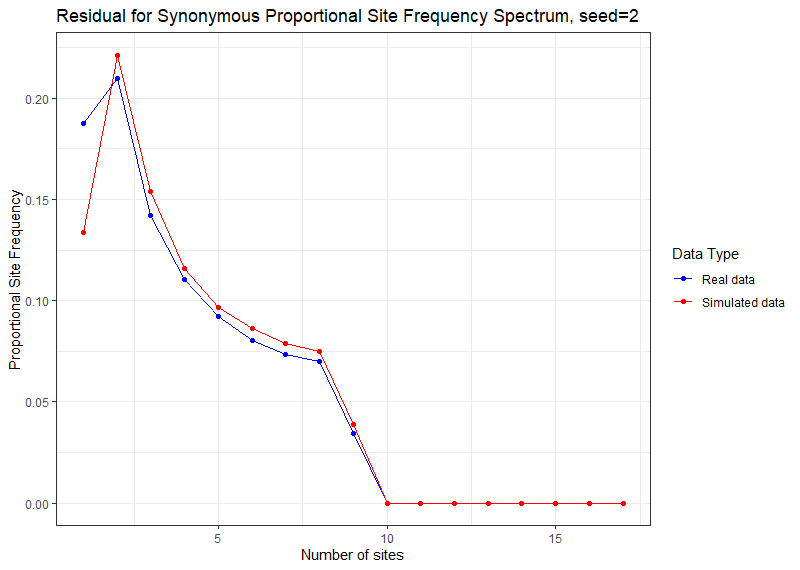 Residual for Synonymous Proportional Site Frequency Spectrum, seed=2
Proportional Site Frequency
0.20
0.15
0.10
0.05
0.00
5
10
15
Number of sites
Data Type
Real data
Simulated data